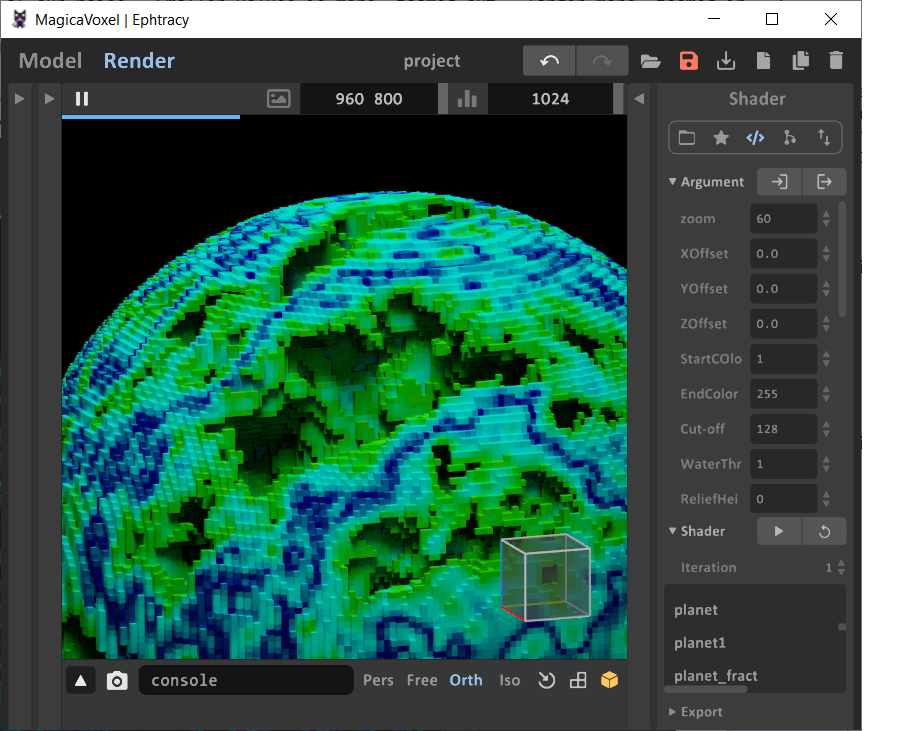 MagicaVoxel | Ephtracy
Model Render project
960 800 1024
Shader
Argument
zoom 60
XOffset 0.0
YOffset 0.0
ZOffset 0.0
StartCOlo 1
EndColor 255
Cut-off 128
WaterThr 1
ReliefHei 0
Shader
Iteration 1
planet
planet1
planet_fract
Export
console Pers Free Orth Iso